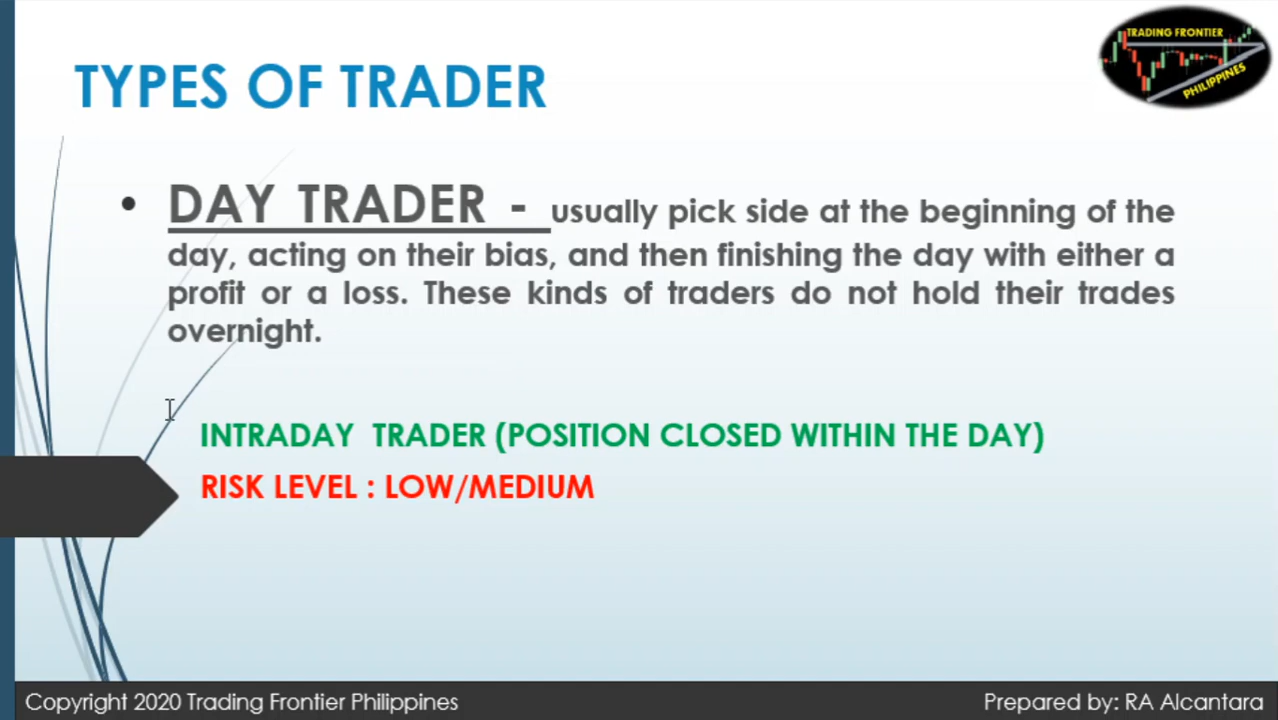 TRADING FRONTIER
PHILIPPINES
TYPES OF TRADER
• DAY TRADER - usually pick side at the beginning of the
day, acting on their bias, and then finishing the day with either a
profit or a loss. These kinds of traders do not hold their trades
overnight.
INTRADAY TRADER (POSITION CLOSED WITHIN THE DAY)
RISK LEVEL : LOW/MEDIUM
Copyright 2020 Trading Frontier Philippines
Prepared by: RA Alcantara